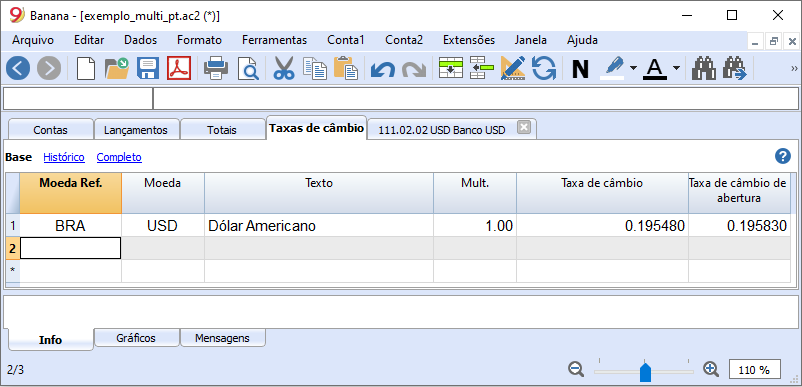 Banana - [exemplo_multi_pt.ac2 (*)]
Arquivo Editar Dados Formato Ferramentas Conta1 Conta2 Extensões Janela Ajuda
N A »
Contas Lançamentos Totais Taxas de câmbio 111.02.02 USD Banco USD
Base Histórico Completo ?
Moeda Ref. Moeda Texto Mult. Taxa de câmbio Taxa de câmbio de
abertura
1 BRA USD Dólar Americano 1.00 0.195480 0.195830
2
*
Info Gráficos Mensagens
2/3 110 %